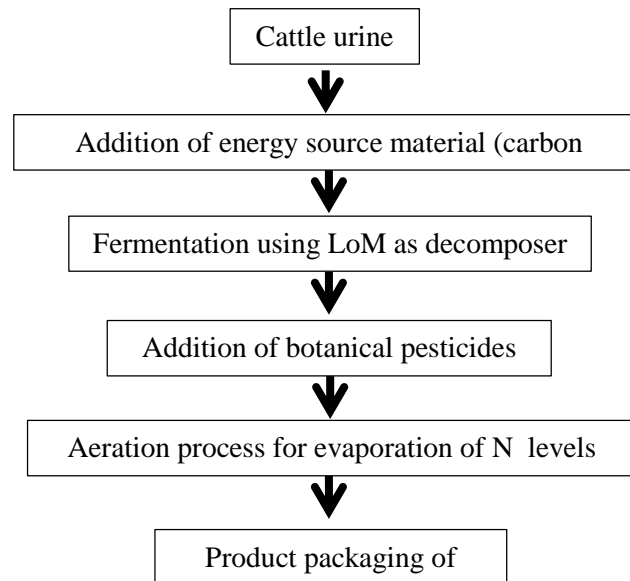 Cattle urine
Addition of energy source material (carbon
Fermentation using LoM as decomposer
Addition of botanical pesticides
Aeration process for evaporation of N levels
Product packaging of